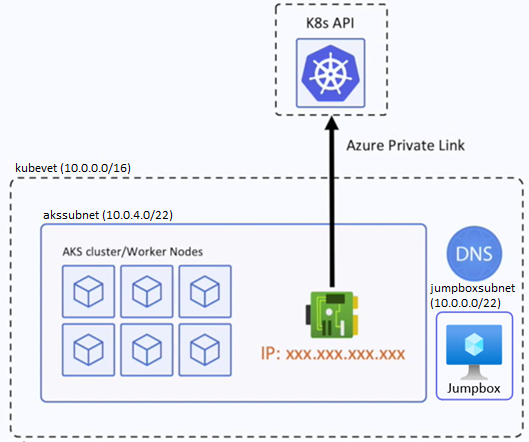 K8s API
Azure Private Link
kubevet (10.0.0.0/16)
akssubnet (10.0.4.0/22)
AKS cluster/Worker Nodes
DNS
jumpboxsubnet
(10.0.0.0/22)
IP: xxx.xxx.xxx.xxx
Jumpbox